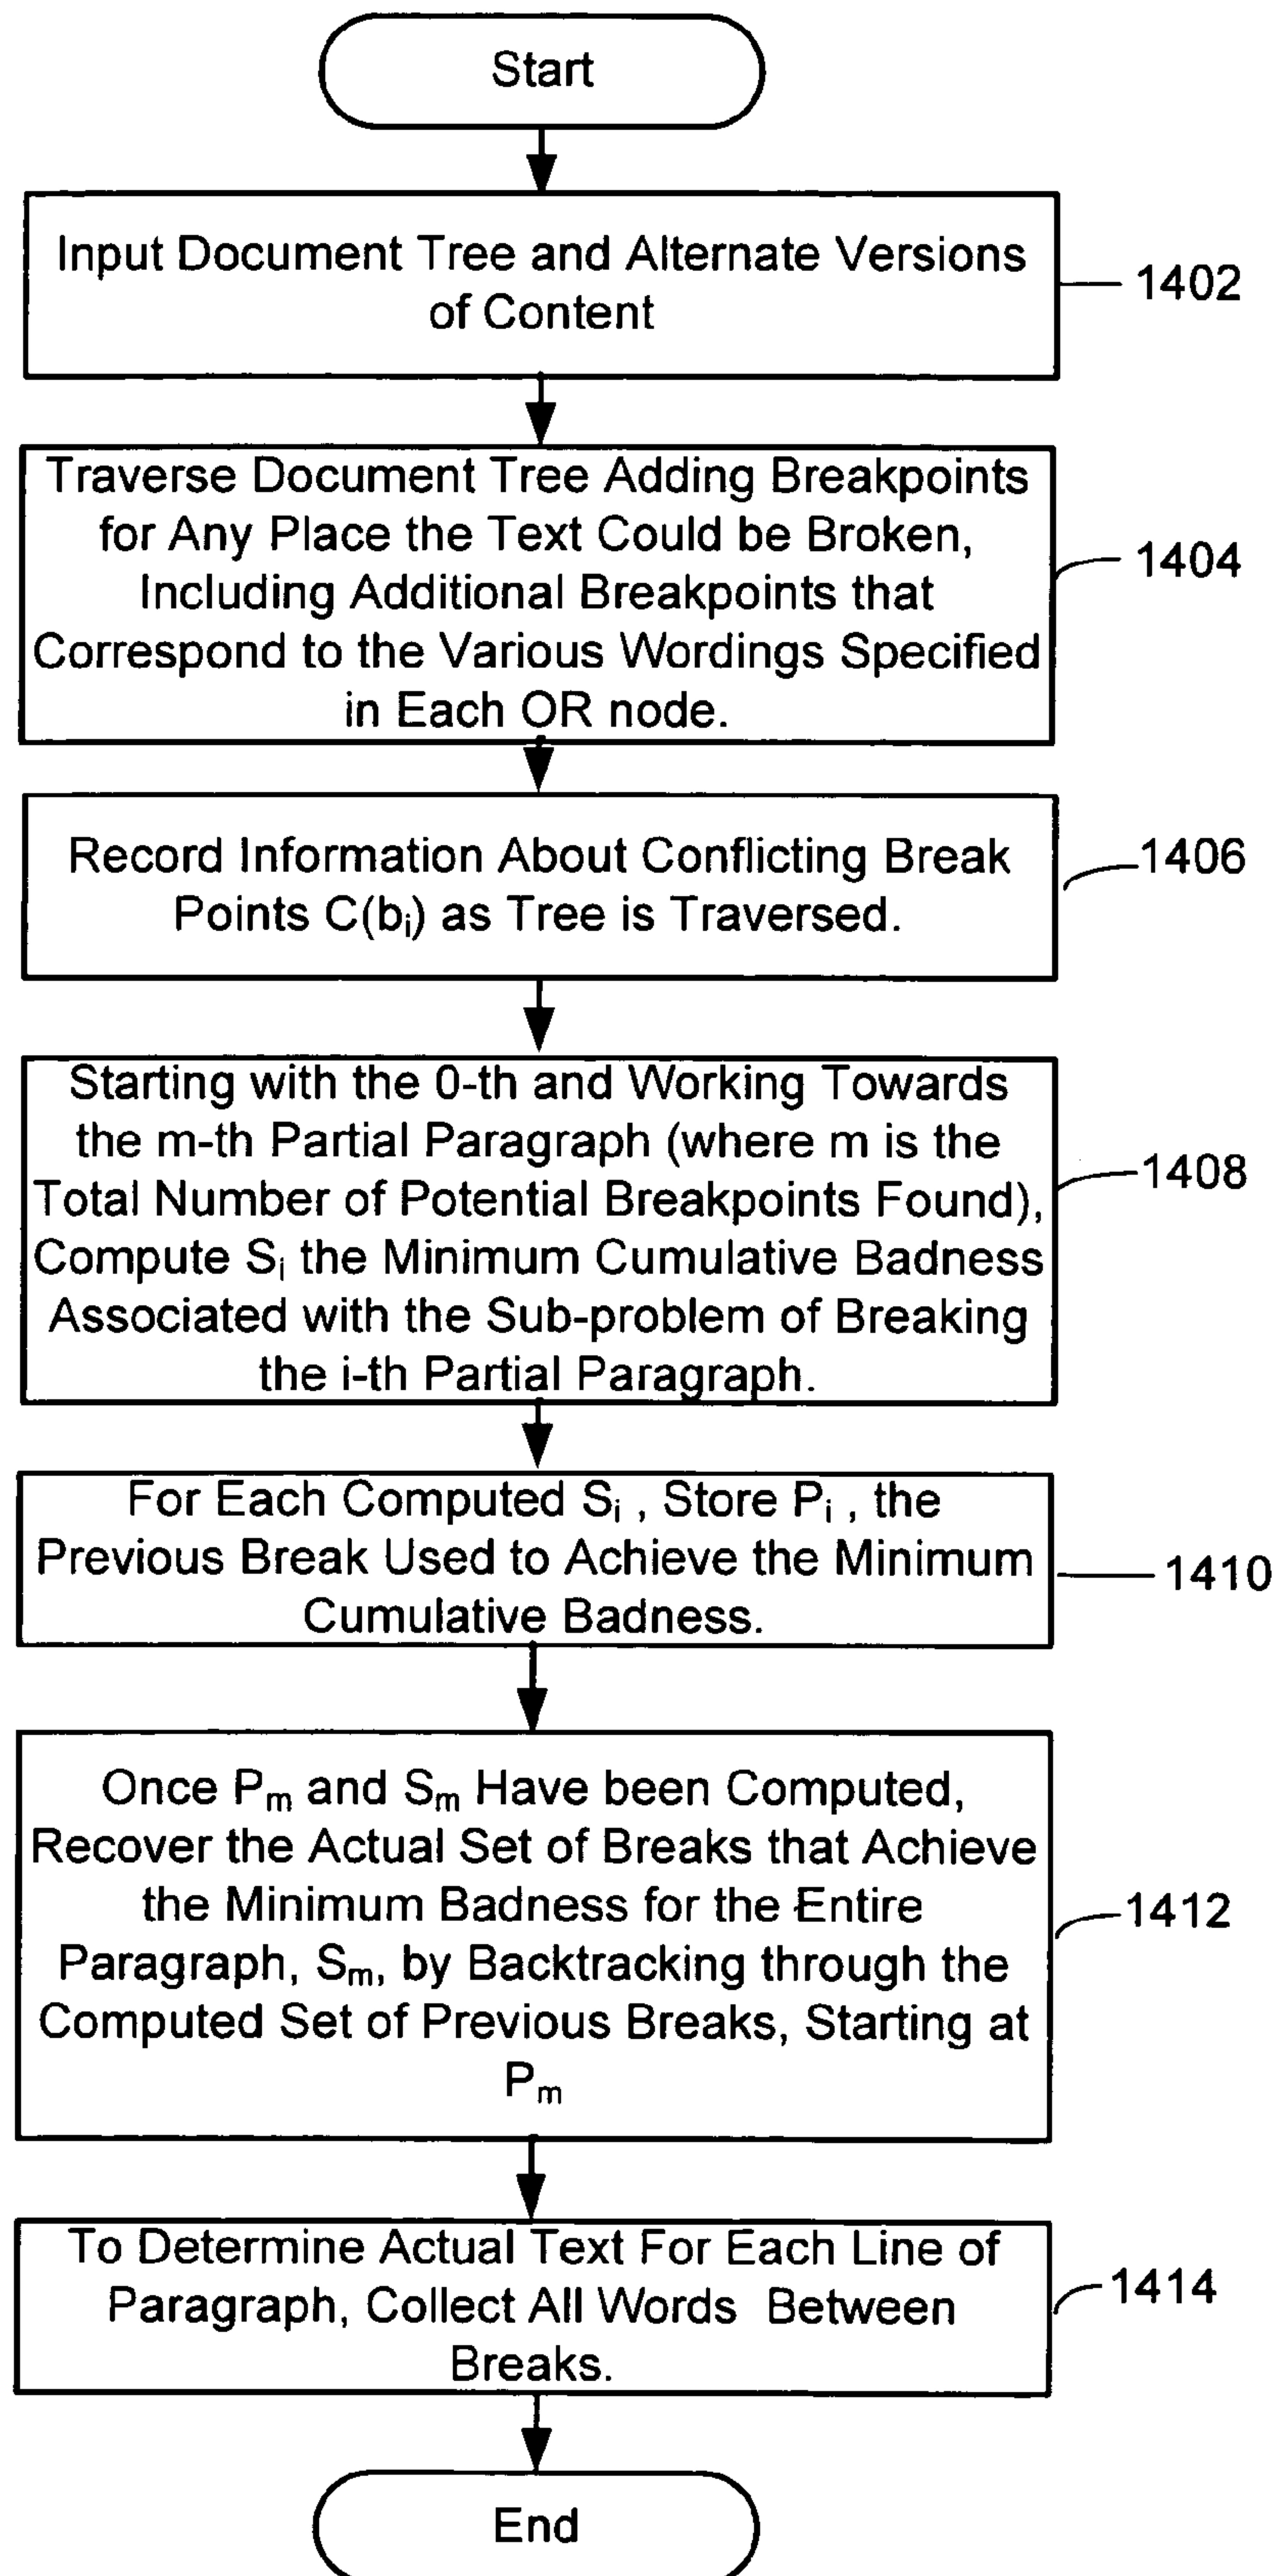 Start
Input Document Tree and Alternate Versions
of Content
1402
Traverse Document Tree Adding Breakpoints
for Any Place the Text Could be Broken,
Including Additional Breakpoints that
Correspond to the Various Wordings Specified
in Each OR node.
1404
Record Information About Conflicting Break
Points C(bᵢ) as Tree is Traversed.
1406
Starting with the 0-th and Working Towards
the m-th Partial Paragraph (where m is the
Total Number of Potential Breakpoints Found),
Compute Sᵢ the Minimum Cumulative Badness
Associated with the Sub-problem of Breaking
the i-th Partial Paragraph.
1408
For Each Computed Sᵢ , Store Pᵢ , the
Previous Break Used to Achieve the Minimum
Cumulative Badness.
1410
Once Pₘ and Sₘ Have been Computed,
Recover the Actual Set of Breaks that Achieve
the Minimum Badness for the Entire
Paragraph, Sₘ, by Backtracking through the
Computed Set of Previous Breaks, Starting at
Pₘ
1412
To Determine Actual Text For Each Line of
Paragraph, Collect All Words Between
Breaks.
1414
End